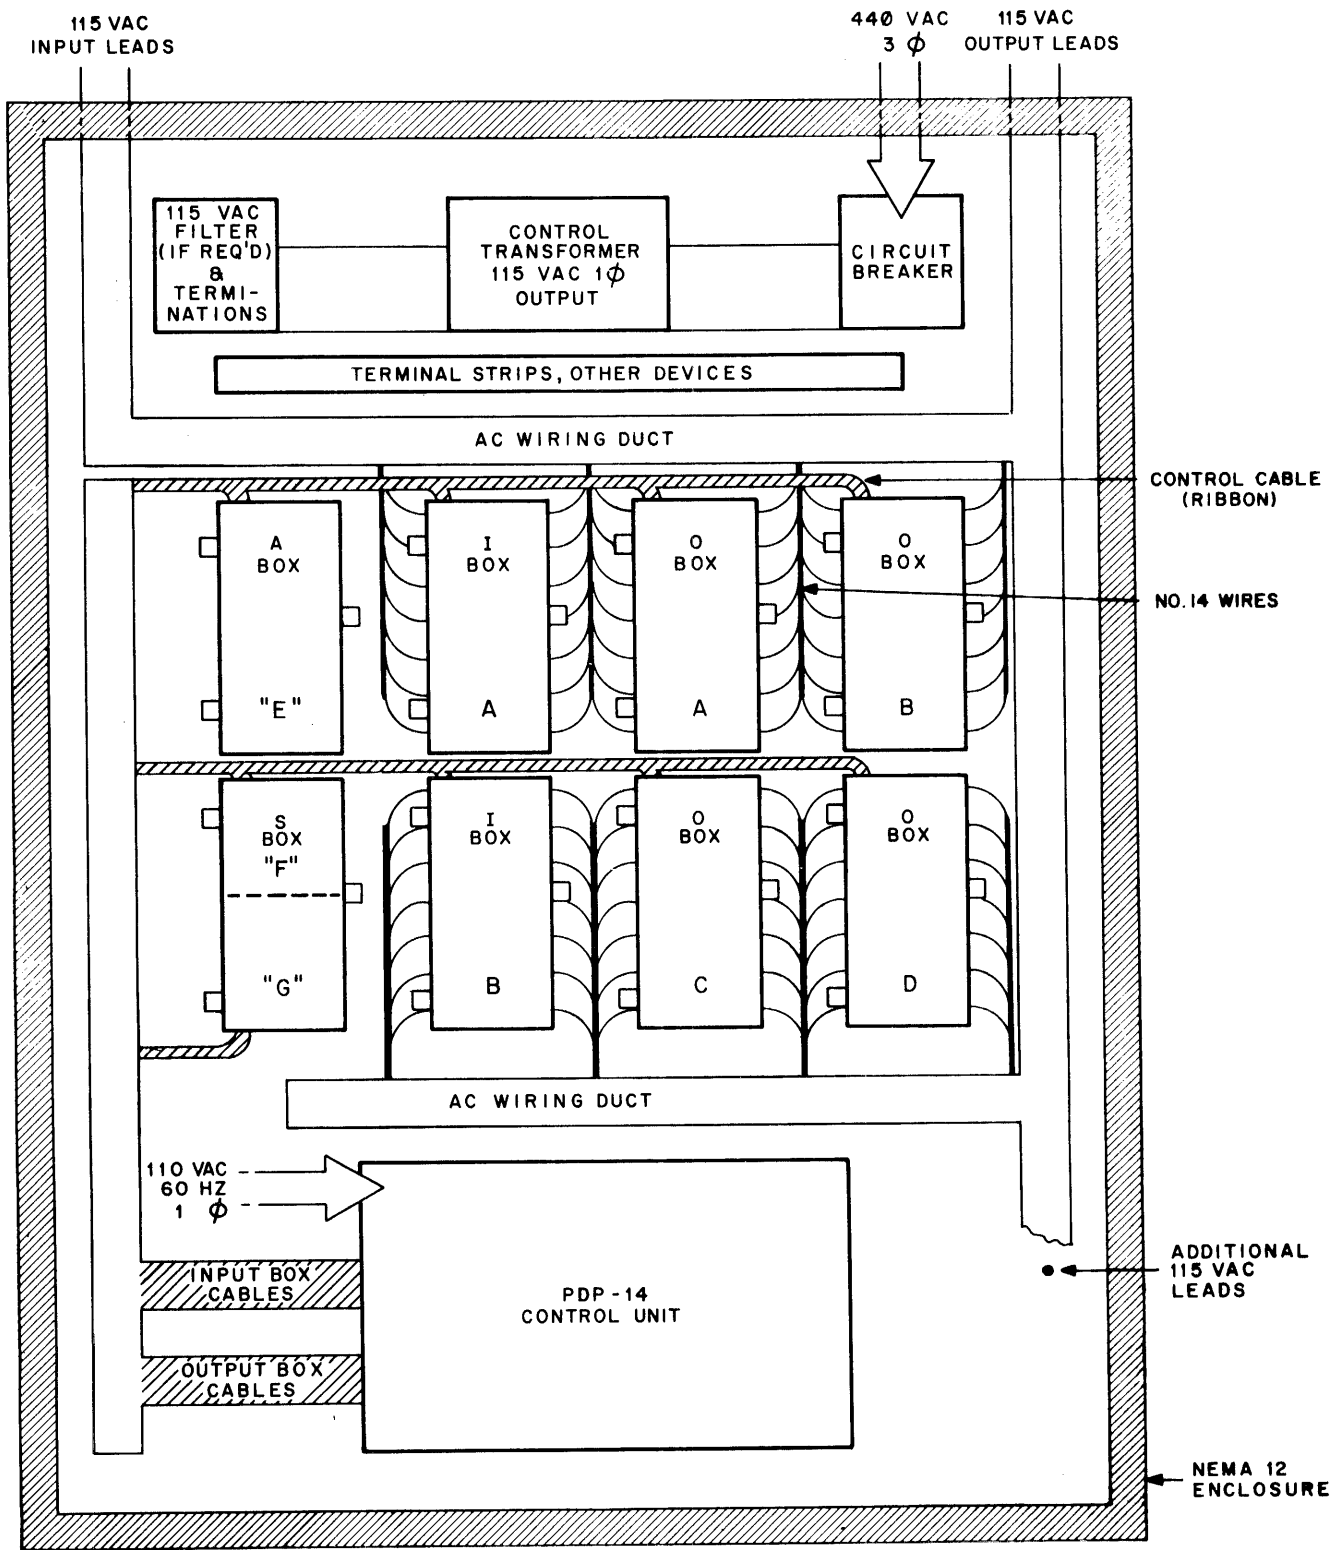 115 VAC
INPUT LEADS
440 VAC
3 φ
115 VAC
OUTPUT LEADS
115 VAC
FILTER
(IF REQ'D)
&
TERMI-
NATIONS
CONTROL
TRANSFORMER
115 VAC 1φ
OUTPUT
CIRCUIT
BREAKER
TERMINAL STRIPS, OTHER DEVICES
AC WIRING DUCT
CONTROL CABLE
(RIBBON)
A
BOX
"E"
I
BOX
A
O
BOX
A
O
BOX
B
NO.14 WIRES
S
BOX
"F"
"G"
I
BOX
B
O
BOX
C
O
BOX
D
AC WIRING DUCT
110 VAC
60 HZ
1 φ
INPUT BOX
CABLES
OUTPUT BOX
CABLES
PDP-14
CONTROL UNIT
ADDITIONAL
115 VAC
LEADS
NEMA 12
ENCLOSURE